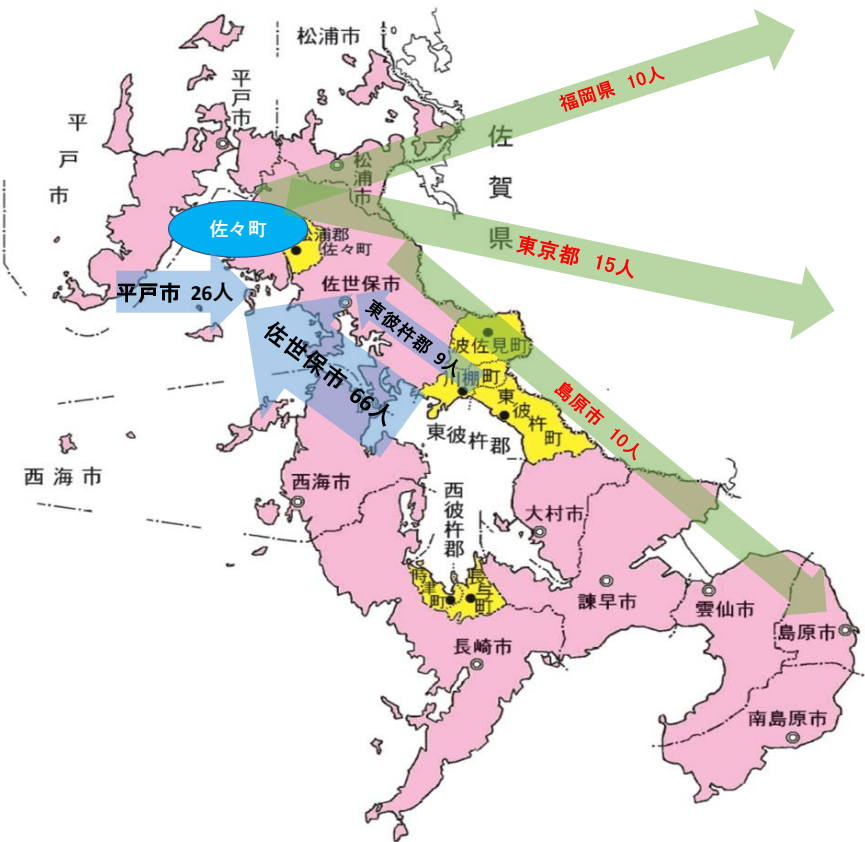 松浦市
平戸市
平戸市
福岡県 10人
佐賀県
松浦市
佐々町
松浦郡
佐々町
東京都 15人
佐世保市
平戸市 26人
東彼杵郡 9人
佐世保市 66人
波佐見町
川棚町
東彼杵町
島原市 10人
東彼杵郡
西海市
西海市
西彼杵郡
大村市
時津町
長与町
諫早市
雲仙市
島原市
長崎市
南島原市